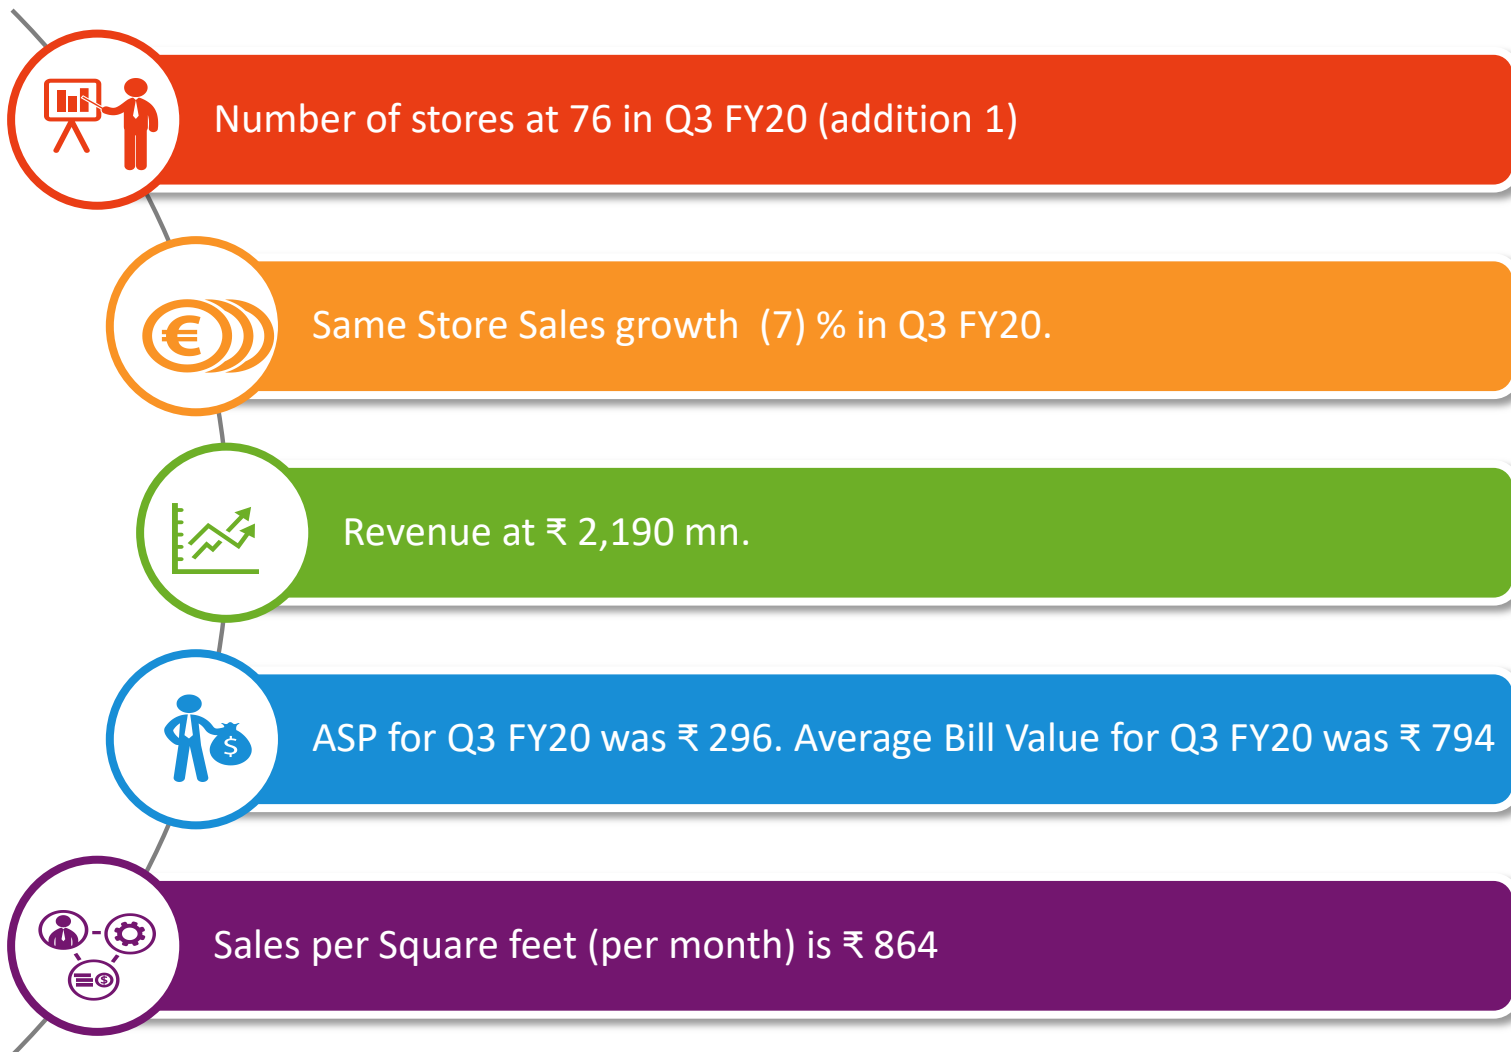 Number of stores at 76 in Q3 FY20 (addition 1)
Same Store Sales growth  (7) % in Q3 FY20.
€
Revenue at ₹ 2,190 mn.
ASP for Q3 FY20 was ₹ 296. Average Bill Value for Q3 FY20 was ₹ 794
$
Sales per Square feet (per month) is ₹ 864
$